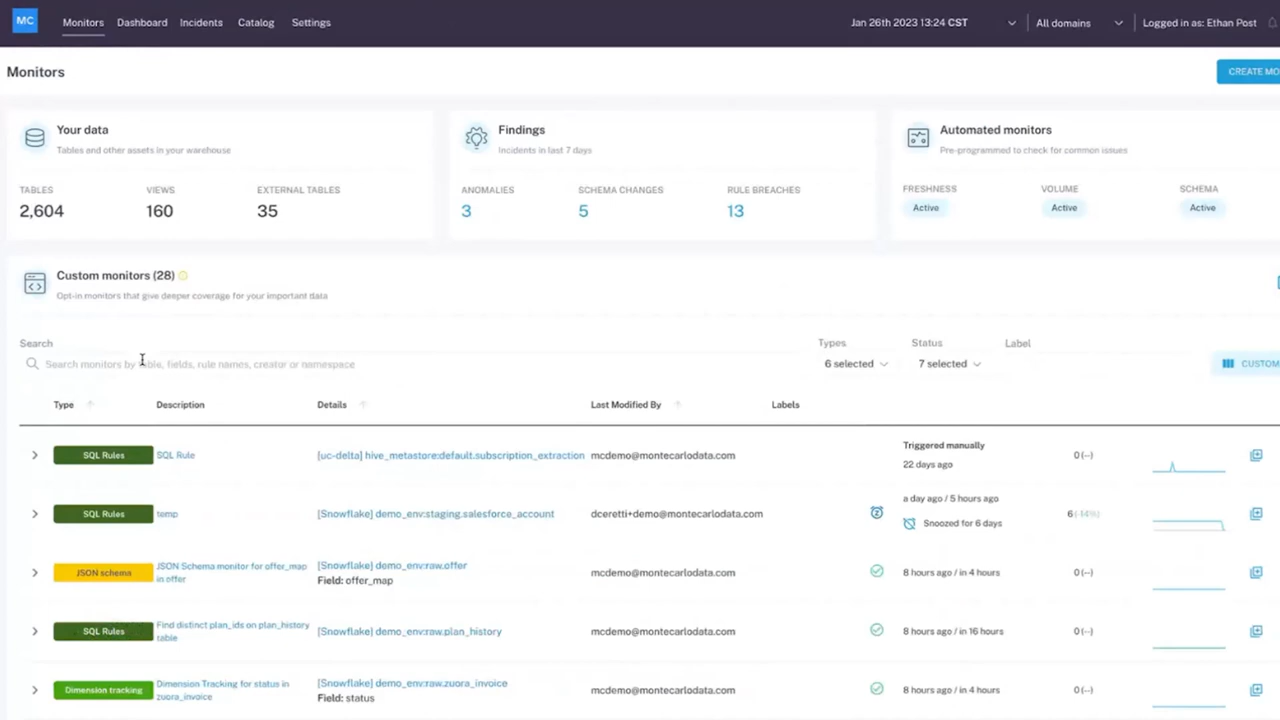 MC Monitors Dashboard Incidents Catalog Settings Jan 26th 2023 13:24 CST All domains Logged in as: Ethan Post
Monitors
CREATE MO
Your data
Tables and other assets in your warehouse
TABLES VIEWS EXTERNAL TABLES
2,604 160 35
Findings
Incidents in last 7 days
ANOMALIES SCHEMA CHANGES RULE BREACHES
3 5 13
Automated monitors
Pre-programmed to check for common issues
FRESHNESS VOLUME SCHEMA
Active Active Active
Custom monitors (28)
Opt-in monitors that give deeper coverage for your important data
Search Types Status Label
Search monitors by table, fields, rule names, creator or namespace 6 selected 7 selected CUSTOM
Type Description Details Last Modified By Labels
SQL Rules SQL Rule [uc-delta] hive_metastore:default.subscription_extraction mcdemo@montecarlodata.com
Triggered manually
22 days ago
0 (--)
SQL Rules temp [Snowflake] demo_env:staging.salesforce_account dceretti+demo@montecarlodata.com
a day ago / 5 hours ago
Snoozed for 6 days
6 (-14%)
JSON schema
JSON Schema monitor for offer_map
in offer
[Snowflake] demo_env:raw.offer
Field: offer_map
mcdemo@montecarlodata.com 8 hours ago / in 4 hours 0 (--)
SQL Rules
Find distinct plan_ids on plan_history
table
[Snowflake] demo_env:raw.plan_history mcdemo@montecarlodata.com 8 hours ago / in 16 hours 0 (--)
Dimension tracking
Dimension Tracking for status in
zuora_invoice
[Snowflake] demo_env:raw.zuora_invoice
Field: status
mcdemo@montecarlodata.com 8 hours ago / in 4 hours 0 (--)